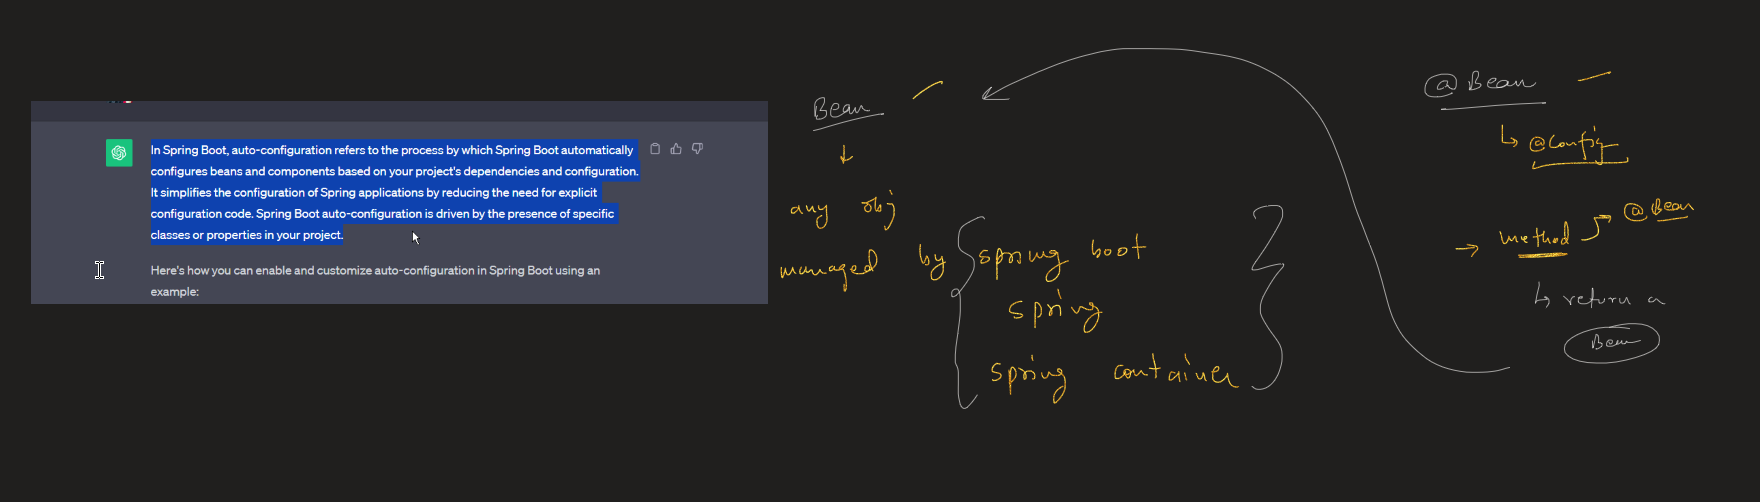 In Spring Boot, auto-configuration refers to the process by which Spring Boot automatically
configures beans and components based on your project's dependencies and configuration.
It simplifies the configuration of Spring applications by reducing the need for explicit
configuration code. Spring Boot auto-configuration is driven by the presence of specific
classes or properties in your project.
Here's how you can enable and customize auto-configuration in Spring Boot using an
example:
Bean
any obj
managed by
spring boot
spring
spring container
@Bean
@Config
method
@Bean
return a
Bean